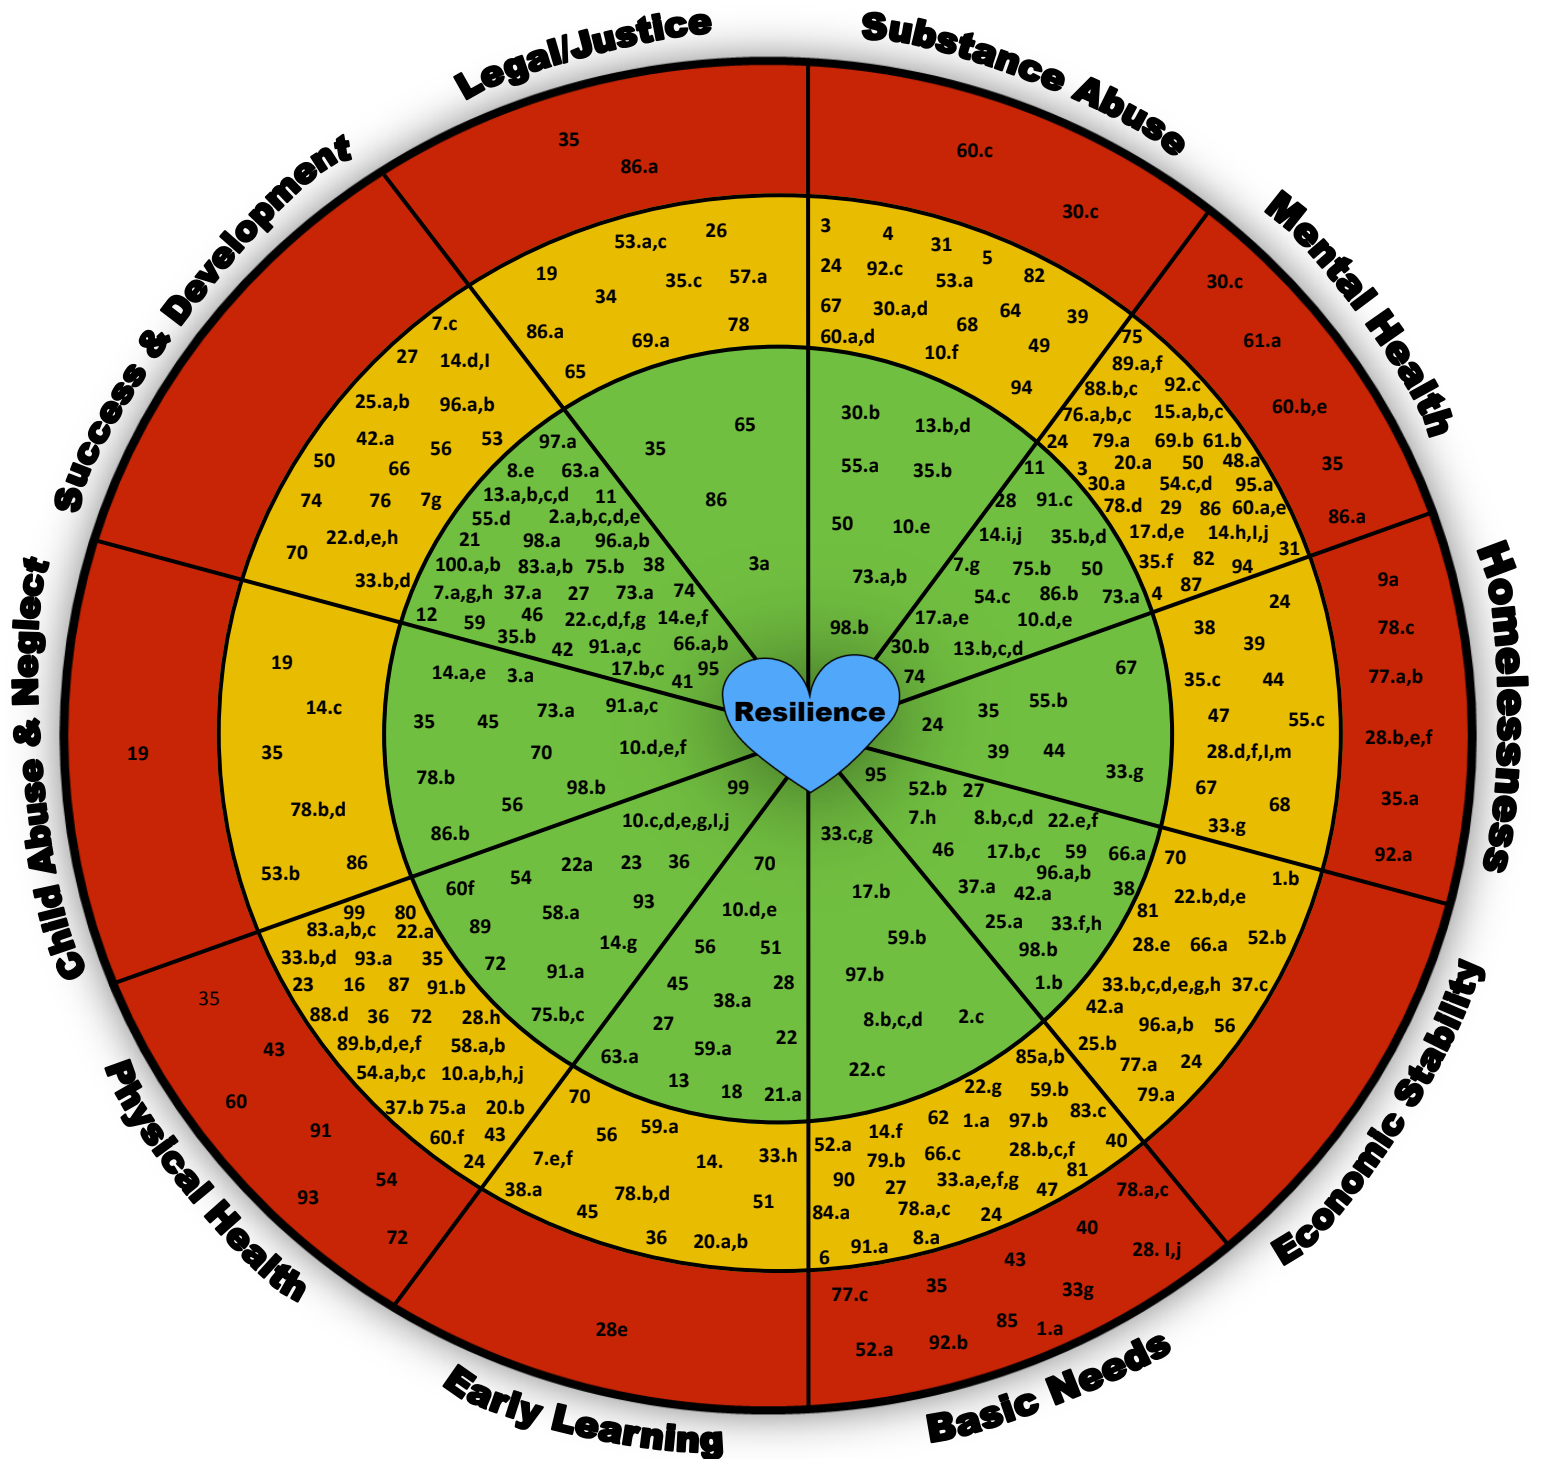 Legal/Justice
35
86.a
53.a,c
26
19
35.c
57.a
34
86.a
78
69.a
65
65
35
86
3a
Substance Abuse
60.c
30.c
3
4
31
5
24
92.c
53.a
82
67
30.a,d
64
39
68
60.a,d
10.f
49
94
30.b
13.b,d
55.a
35.b
50
10.e
73.a,b
98.b
Mental Health
30.c
61.a
60.b,e
35
86.a
75
89.a,f
88.b,c
92.c
76.a,b,c
15.a,b,c
24
79.a
69.b
61.b
3
20.a
50
48.a
30.a
54.c,d
95.a
78.d
29
86
60.a,e
17.d,e
14.h,I,j
31
35.f
82
94
4
87
11
28
91.c
14.i,j
35.b,d
7.g
75.b
50
54.c
86.b
73.a
17.a,e
10.d,e
30.b
13.b,c,d
74
Homelessness
9a
78.c
77.a,b
28.b,e,f
35.a
92.a
24
38
39
35.c
44
47
55.c
28.d,f,I,m
67
68
33.g
67
55.b
35
24
39
44
33.g
Economic Stability
70
1.b
22.b,d,e
81
28.e
66.a
52.b
33.b,c,d,e,g,h
37.c
42.a
96.a,b
56
25.b
77.a
24
79.a
95
52.b
27
7.h
8.b,c,d
22.e,f
46
17.b,c
59
66.a
96.a,b
37.a
42.a
38
25.a
33.f,h
98.b
1.b
Basic Needs
78.a,c
40
28. I,j
43
33g
77.c
35
85
1.a
52.a
92.b
85a,b
22.g
59.b
62
1.a
97.b
83.c
52.a
14.f
40
79.b
66.c
28.b,c,f
81
90
27
33.a,e,f,g
47
84.a
78.a,c
24
6
91.a
8.a
33.c,g
17.b
59.b
97.b
8.b,c,d
2.c
22.c
Early Learning
28e
70
56
59.a
7.e,f
14.
33.h
38.a
78.b,d
51
45
36
20.a,b
70
10.d,e
56
51
45
28
38.a
27
22
63.a
59.a
13
18
21.a
Physical Health
35
43
60
91
54
93
72
99
80
83.a,b,c
22.a
33.b,d
93.a
35
23
16
87
91.b
88.d
36
72
28.h
89.b,d,e,f
58.a,b
54.a,b,c
10.a,b,h,j
37.b
75.a
20.b
60.f
43
24
99
10.c,d,e,g,I,j
22a
23
36
54
60f
93
58.a
89
14.g
72
91.a
75.b,c
Child Abuse & Neglect
19
19
14.c
35
78.b,d
53.b
86
14.a,e
3.a
73.a
91.a,c
35
45
70
10.d,e,f
78.b
98.b
56
86.b
Success & Development
7.c
27
14.d,I
25.a,b
96.a,b
42.a
56
53
50
66
74
76
7g
70
22.d,e,h
33.b,d
97.a
8.e
63.a
13.a,b,c,d
11
55.d
2.a,b,c,d,e
21
98.a
96.a,b
100.a,b
83.a,b
75.b
38
7.a,g,h
37.a
27
73.a
74
12
59
46
22.c,d,f,g
14.e,f
35.b
42
91.a,c
66.a,b
17.b,c
41
95
Resilience